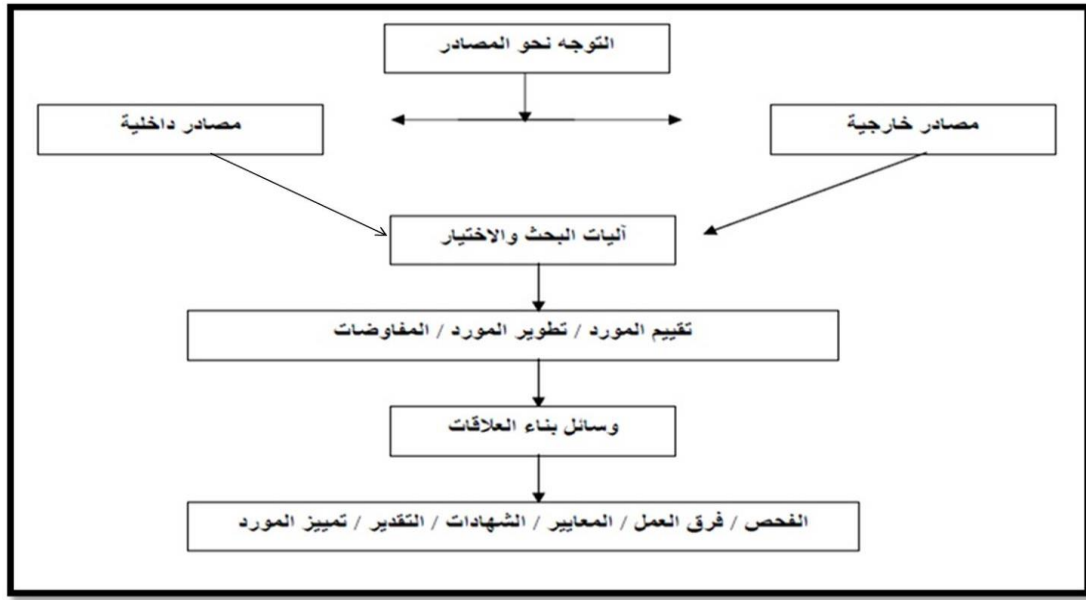 التوجه نحو المصادر
مصادر خارجية
مصادر داخلية
آليات البحث والاختيار
تقييم المورد / تطوير المورد / المفاوضات
وسائل بناء العلاقات
الفحص / فرق العمل / المعايير / الشهادات / التقدير / تمييز المورد